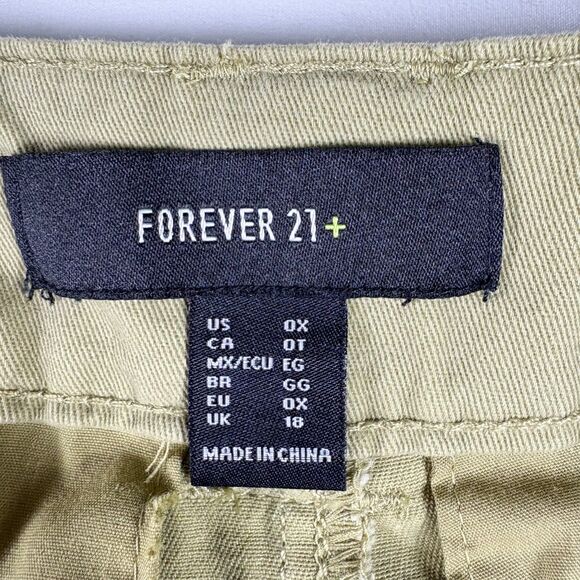 FOREVER 21+
US 0X
CA 0T
MX/ECU EG
BR GG
EU 0X
UK 18
MADE IN CHINA